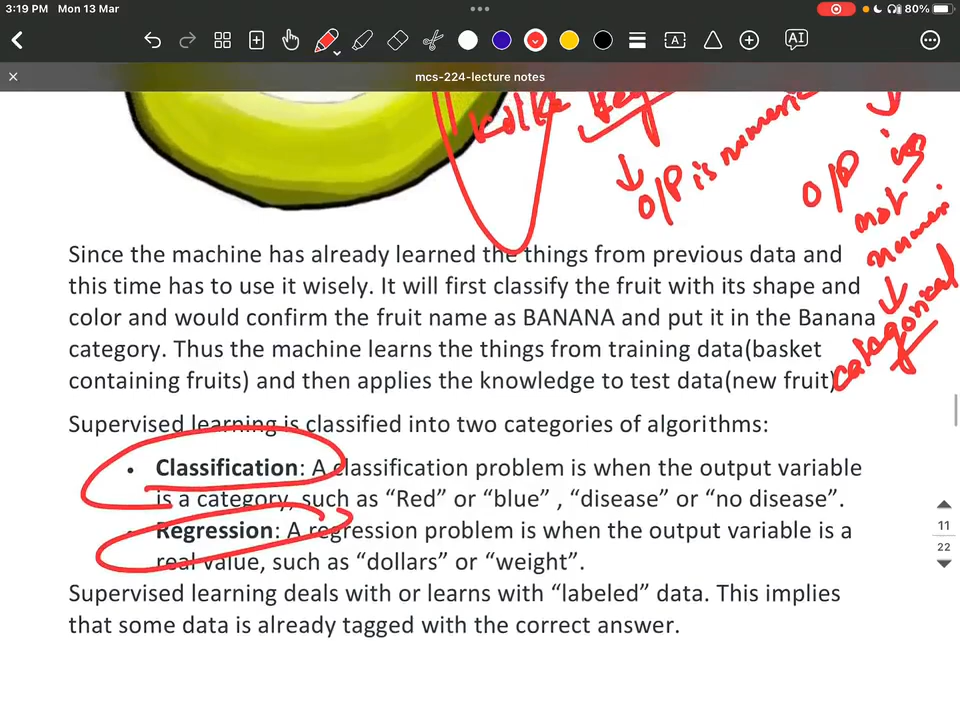 3:19 PM Mon 13 Mar
80%
A
AI
mcs-224-lecture notes
O/P is numeric
O/P is
not
numeri
categorical
Since the machine has already learned the things from previous data and
this time has to use it wisely. It will first classify the fruit with its shape and
color and would confirm the fruit name as BANANA and put it in the Banana
category. Thus the machine learns the things from training data(basket
containing fruits) and then applies the knowledge to test data(new fruit)
Supervised learning is classified into two categories of algorithms:
• Classification: A classification problem is when the output variable
is a category, such as “Red” or “blue” , “disease” or “no disease”.
• Regression: A regression problem is when the output variable is a
real value, such as “dollars” or “weight”.
Supervised learning deals with or learns with “labeled” data. This implies
that some data is already tagged with the correct answer.
11
22